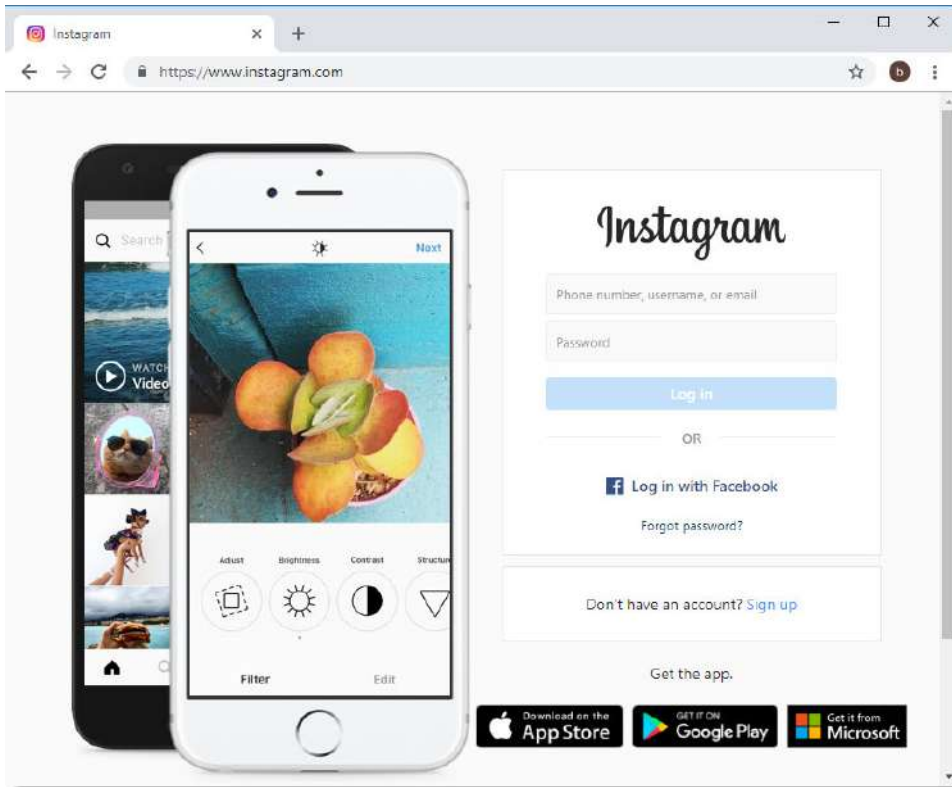 Instagram
https://www.instagram.com
b
Search
WATCH
Video
Next
Adjust
Brightness
Contrast
Structure
Filter
Edit
Instagram
Phone number, username, or email
Password
Log in
OR
Log in with Facebook
Forgot password?
Don't have an account? Sign up
Get the app.
Download on the
App Store
GET IT ON
Google Play
Get it from
Microsoft